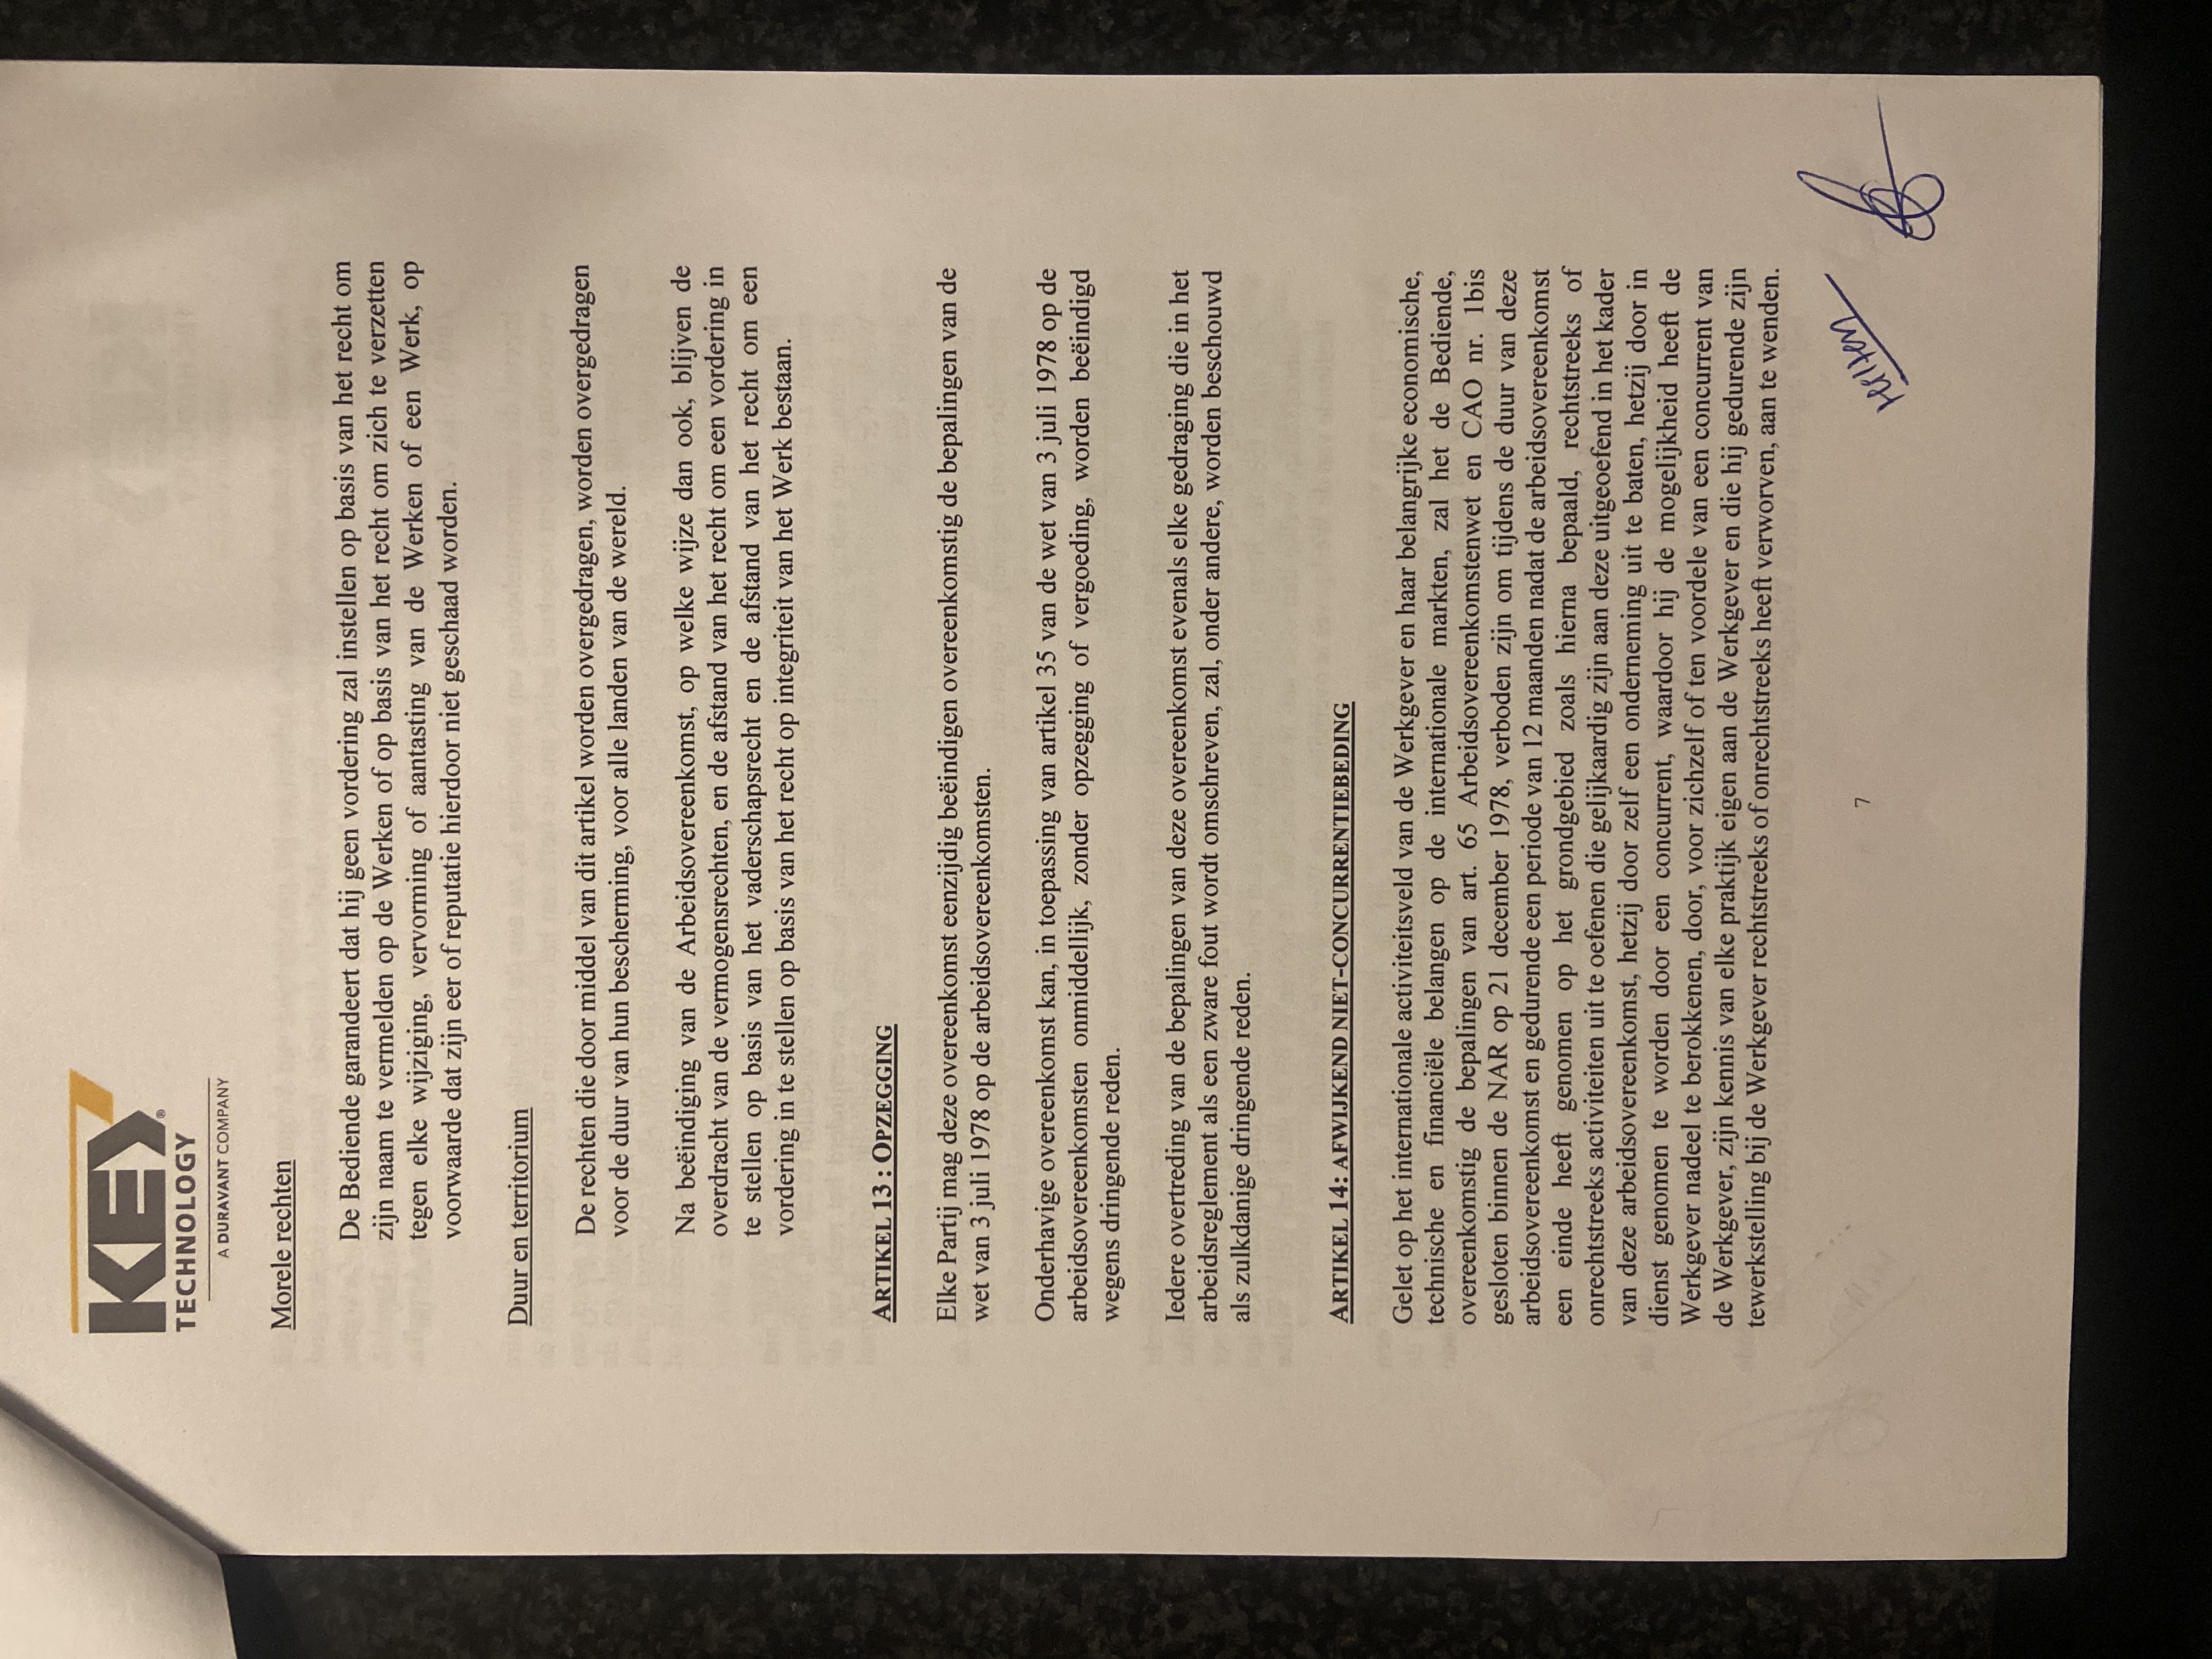 KEY®
TECHNOLOGY
A DURAVANT COMPANY
Morele rechten
De Bediende garandeert dat hij geen vordering zal instellen op basis van het recht om
zijn naam te vermelden op de Werken of op basis van het recht om zich te verzetten
tegen elke wijziging, vervorming of aantasting van de Werken of een Werk, op
voorwaarde dat zijn eer of reputatie hierdoor niet geschaad worden.
Duur en territorium
De rechten die door middel van dit artikel worden overgedragen, worden overgedragen
voor de duur van hun bescherming, voor alle landen van de wereld.
Na beëindiging van de Arbeidsovereenkomst, op welke wijze dan ook, blijven de
overdracht van de vermogensrechten, en de afstand van het recht om een vordering in
te stellen op basis van het vaderschapsrecht en de afstand van het recht om een
vordering in te stellen op basis van het recht op integriteit van het Werk bestaan.
ARTIKEL 13 : OPZEGGING
Elke Partij mag deze overeenkomst eenzijdig beëindigen overeenkomstig de bepalingen van de
wet van 3 juli 1978 op de arbeidsovereenkomsten.
Onderhavige overeenkomst kan, in toepassing van artikel 35 van de wet van 3 juli 1978 op de
arbeidsovereenkomsten onmiddellijk, zonder opzegging of vergoeding, worden beëindigd
wegens dringende reden.
Iedere overtreding van de bepalingen van deze overeenkomst evenals elke gedraging die in het
arbeidsreglement als een zware fout wordt omschreven, zal, onder andere, worden beschouwd
als zulkdanige dringende reden.
ARTIKEL 14: AFWIJKEND NIET-CONCURRENTIEBEDING
Gelet op het internationale activiteitsveld van de Werkgever en haar belangrijke economische,
technische en financiële belangen op de internationale markten, zal het de Bediende,
overeenkomstig de bepalingen van art. 65 Arbeidsovereenkomstenwet en CAO nr. 1bis
gesloten binnen de NAR op 21 december 1978, verboden zijn om tijdens de duur van deze
arbeidsovereenkomst en gedurende een periode van 12 maanden nadat de arbeidsovereenkomst
een einde heeft genomen op het grondgebied zoals hierna bepaald, rechtstreeks of
onrechtstreeks activiteiten uit te oefenen die gelijkaardig zijn aan deze uitgeoefend in het kader
van deze arbeidsovereenkomst, hetzij door zelf een onderneming uit te baten, hetzij door in
dienst genomen te worden door een concurrent, waardoor hij de mogelijkheid heeft de
Werkgever nadeel te berokkenen, door, voor zichzelf of ten voordele van een concurrent van
de Werkgever, zijn kennis van elke praktijk eigen aan de Werkgever en die hij gedurende zijn
tewerkstelling bij de Werkgever rechtstreeks of onrechtstreeks heeft verworven, aan te wenden.
7